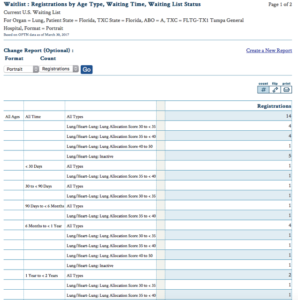 Waitlist : Registrations by Age Type, Waiting Time, Waiting List Status
Page 1 of 2
Current U.S. Waiting List
For Organ = Lung, Patient State = Florida, TXC State = Florida, ABO = A, TXC = FLTG-TX1 Tampa General
Hospital, Format = Portrait
Based on OPTN data as of March 10, 2017
Change Report (Optional) :
Create a New Report
Format Count
Portrait Registrations Go
reset flip print
Registrations
All Ages All Time All Types 14
Lung/Heart-Lung: Lung Allocation Score 30 to < 35 4
Lung/Heart-Lung: Lung Allocation Score 35 to < 40 4
Lung/Heart-Lung: Lung Allocation Score 40 to 50 1
Lung/Heart-Lung: Inactive 5
< 30 Days All Types 1
Lung/Heart-Lung: Lung Allocation Score 35 to < 40 1
30 to < 90 Days All Types 1
Lung/Heart-Lung: Lung Allocation Score 30 to < 35 1
90 Days to < 6 Months All Types 1
Lung/Heart-Lung: Lung Allocation Score 35 to < 40 1
6 Months to < 1 Year All Types 4
Lung/Heart-Lung: Lung Allocation Score 30 to < 35 1
Lung/Heart-Lung: Lung Allocation Score 35 to < 40 1
Lung/Heart-Lung: Lung Allocation Score 40 to 50 1
Lung/Heart-Lung: Inactive 1
1 Year to < 2 Years All Types 2
Lung/Heart-Lung: Lung Allocation Score 30 to < 35 1
Lung/Heart-Lung: Lung Allocation Score 35 to < 40 1